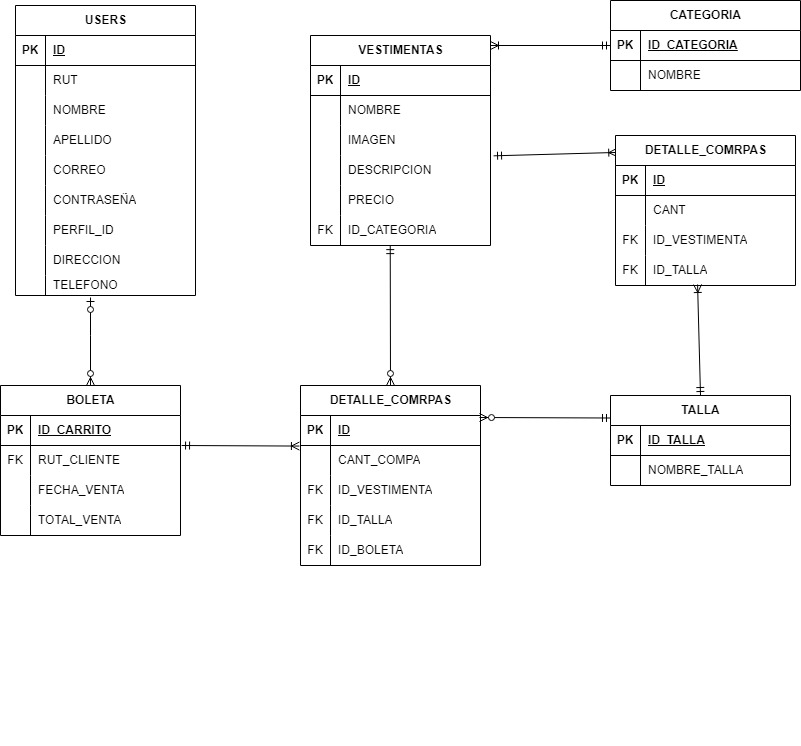 USERS
PK ID
RUT
NOMBRE
APELLIDO
CORREO
CONTRASEÑA
PERFIL_ID
DIRECCION
TELEFONO
VESTIMENTAS
PK ID
NOMBRE
IMAGEN
DESCRIPCION
PRECIO
FK ID_CATEGORIA
CATEGORIA
PK ID_CATEGORIA
NOMBRE
DETALLE_COMRPAS
PK ID
CANT
FK ID_VESTIMENTA
FK ID_TALLA
BOLETA
PK ID_CARRITO
FK RUT_CLIENTE
FECHA_VENTA
TOTAL_VENTA
DETALLE_COMRPAS
PK ID
CANT_COMPA
FK ID_VESTIMENTA
FK ID_TALLA
FK ID_BOLETA
TALLA
PK ID_TALLA
NOMBRE_TALLA